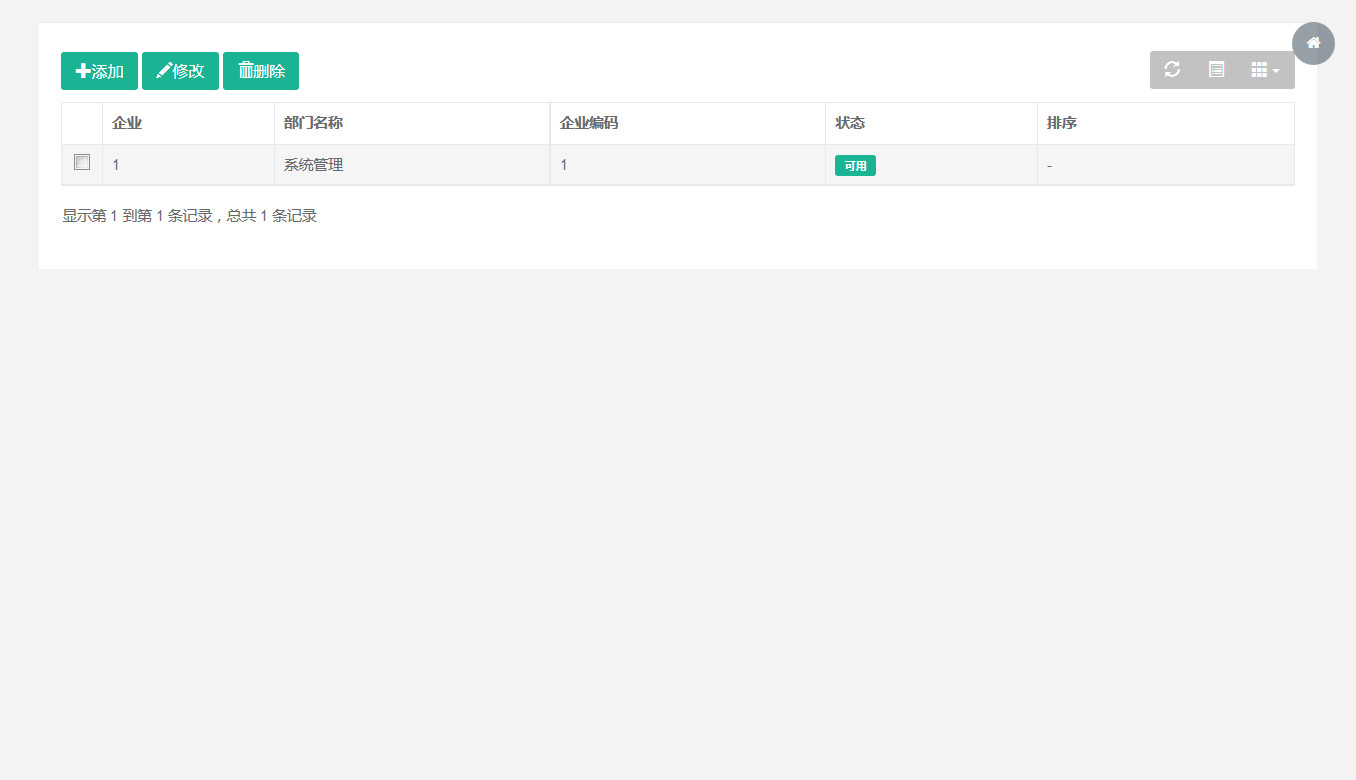 添加 修改 删除
企业 部门名称 企业编码 状态 排序
1 系统管理 1 可用 -
显示第 1 到第 1 条记录，总共 1 条记录